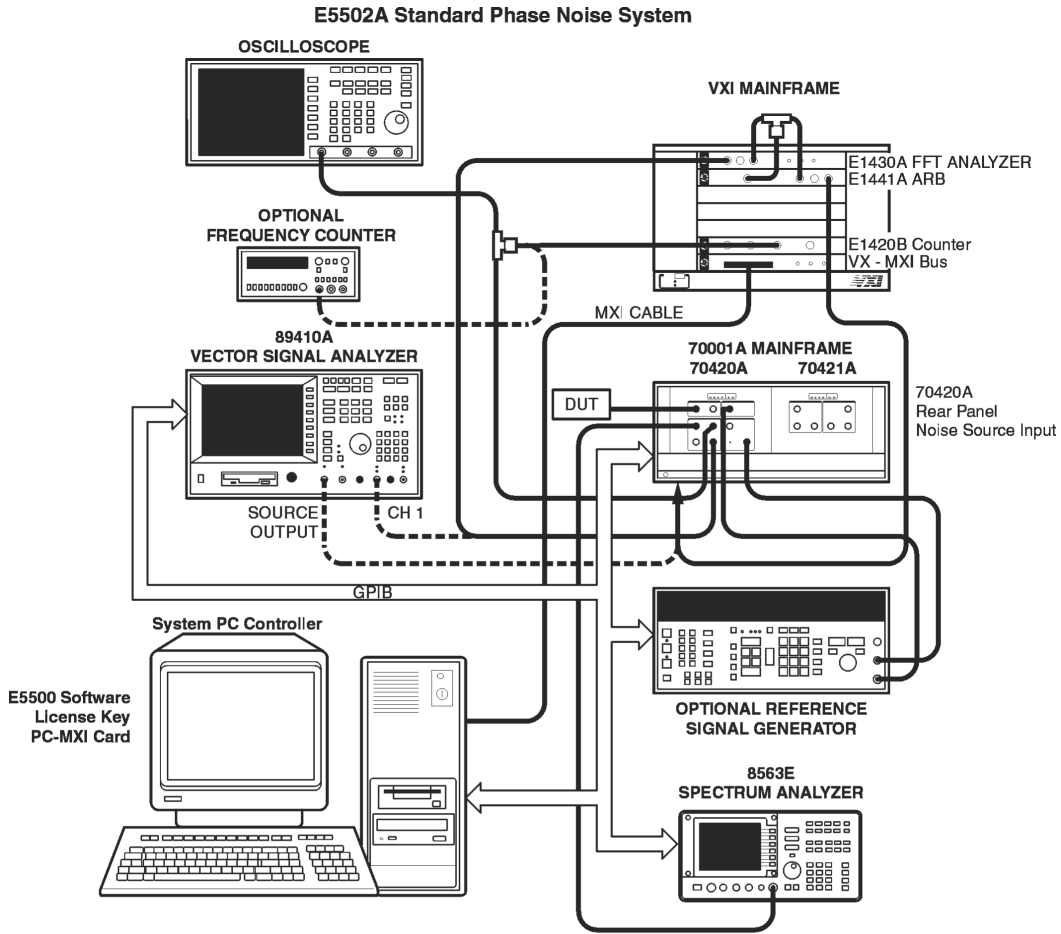 E5502A Standard Phase Noise System
OSCILLOSCOPE
VXI MAINFRAME
E1430A FFT ANALYZER
E1441A ARB
OPTIONAL
FREQUENCY COUNTER
E1420B Counter
VX - MXI Bus
VXI
MXI CABLE
89410A
VECTOR SIGNAL ANALYZER
70001A MAINFRAME
70420A
70421A
DUT
70420A
Rear Panel
Noise Source Input
SOURCE
OUTPUT
CH 1
GPIB
System PC Controller
E5500 Software
License Key
PC-MXI Card
OPTIONAL REFERENCE
SIGNAL GENERATOR
8563E
SPECTRUM ANALYZER